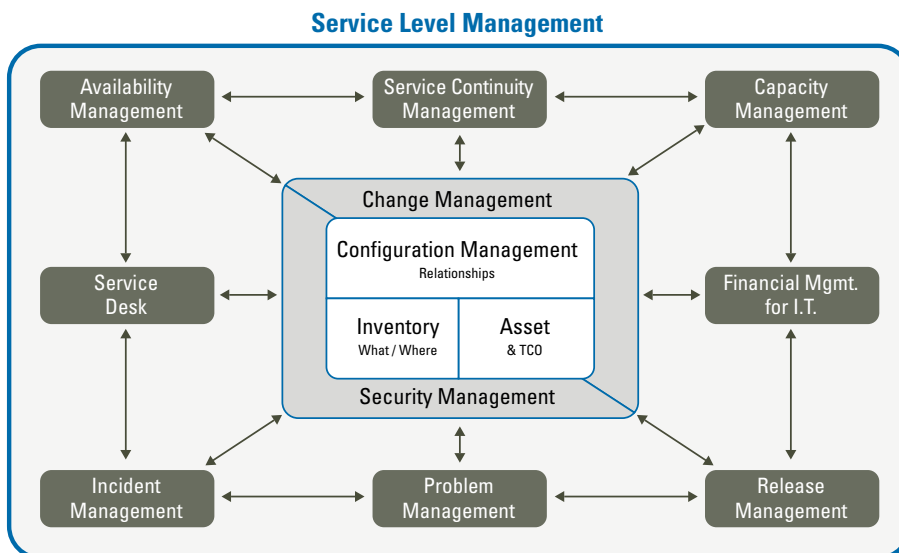 Service Level Management
Availability
Management
Service Continuity
Management
Capacity
Management
Change Management
Configuration Management
Relationships
Service
Desk
Inventory
What / Where
Asset
& TCO
Financial Mgmt.
for I.T.
Security Management
Incident
Management
Problem
Management
Release
Management